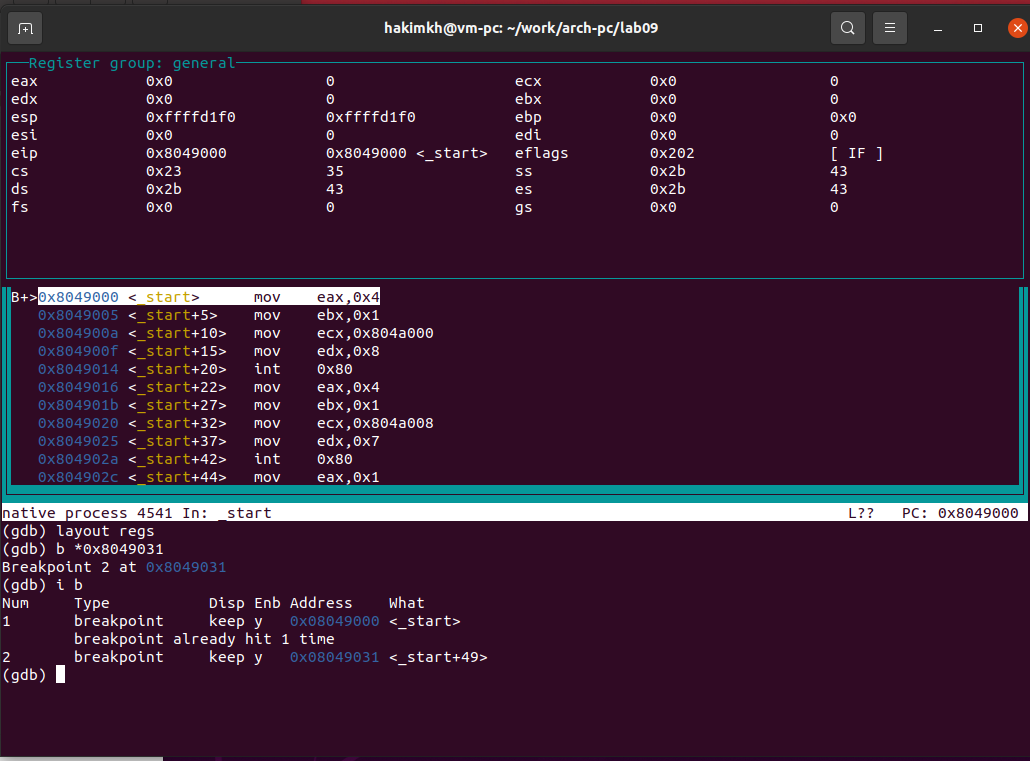 hakimkh@vm-pc: ~/work/arch-pc/lab09
Register group: general
eax 0x0 0 ecx 0x0 0
edx 0x0 0 ebx 0x0 0
esp 0xffffd1f0 0xffffd1f0 ebp 0x0 0x0
esi 0x0 0 edi 0x0 0
eip 0x8049000 0x8049000 <_start> eflags 0x202 [ IF ]
cs 0x23 35 ss 0x2b 43
ds 0x2b 43 es 0x2b 43
fs 0x0 0 gs 0x0 0
B+>0x8049000 <_start> mov eax,0x4
0x8049005 <_start+5> mov ebx,0x1
0x804900a <_start+10> mov ecx,0x804a000
0x804900f <_start+15> mov edx,0x8
0x8049014 <_start+20> int 0x80
0x8049016 <_start+22> mov eax,0x4
0x804901b <_start+27> mov ebx,0x1
0x8049020 <_start+32> mov ecx,0x804a008
0x8049025 <_start+37> mov edx,0x7
0x804902a <_start+42> int 0x80
0x804902c <_start+44> mov eax,0x1
native process 4541 In: _start L?? PC: 0x8049000
(gdb) layout regs
(gdb) b *0x8049031
Breakpoint 2 at 0x8049031
(gdb) i b
Num Type Disp Enb Address What
1 breakpoint keep y 0x08049000 <_start>
breakpoint already hit 1 time
2 breakpoint keep y 0x08049031 <_start+49>
(gdb)